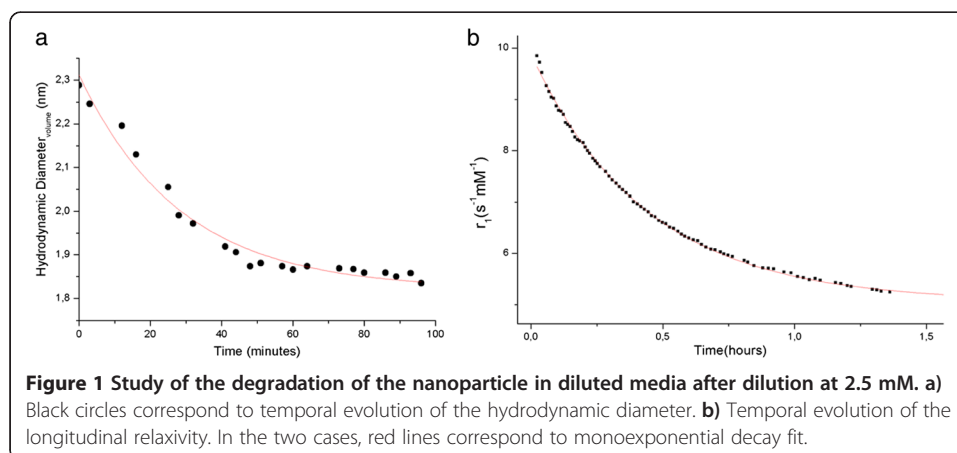 a
Hydrodynamic Diameter volume (nm)
2,3
2,2
2,1
2,0
1,9
1,8
0
20
40
60
80
100
Time (minutes)
b
r1(s-1mM-1)
10
8
6
0,0
0,5
1,0
1,5
Time(hours)
Figure 1 Study of the degradation of the nanoparticle in diluted media after dilution at 2.5 mM. a)
Black circles correspond to temporal evolution of the hydrodynamic diameter. b) Temporal evolution of the
longitudinal relaxivity. In the two cases, red lines correspond to monoexponential decay fit.